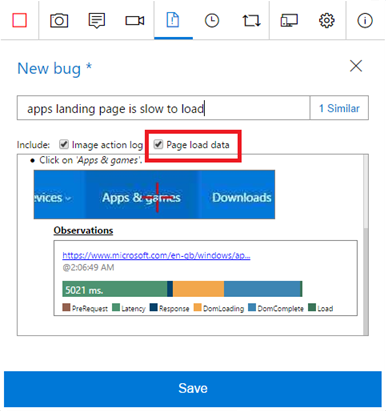 New bug *
apps landing page is slow to load
1 Similar
Include: Image action log Page load data
• Click on 'Apps & games'.
evices Apps & games Downloads
Observations
https://www.microsoft.com/en-gb/windows/ap...
@2:06:49 AM
5021 ms.
PreRequest Latency Response DomLoading DomComplete Load
Save